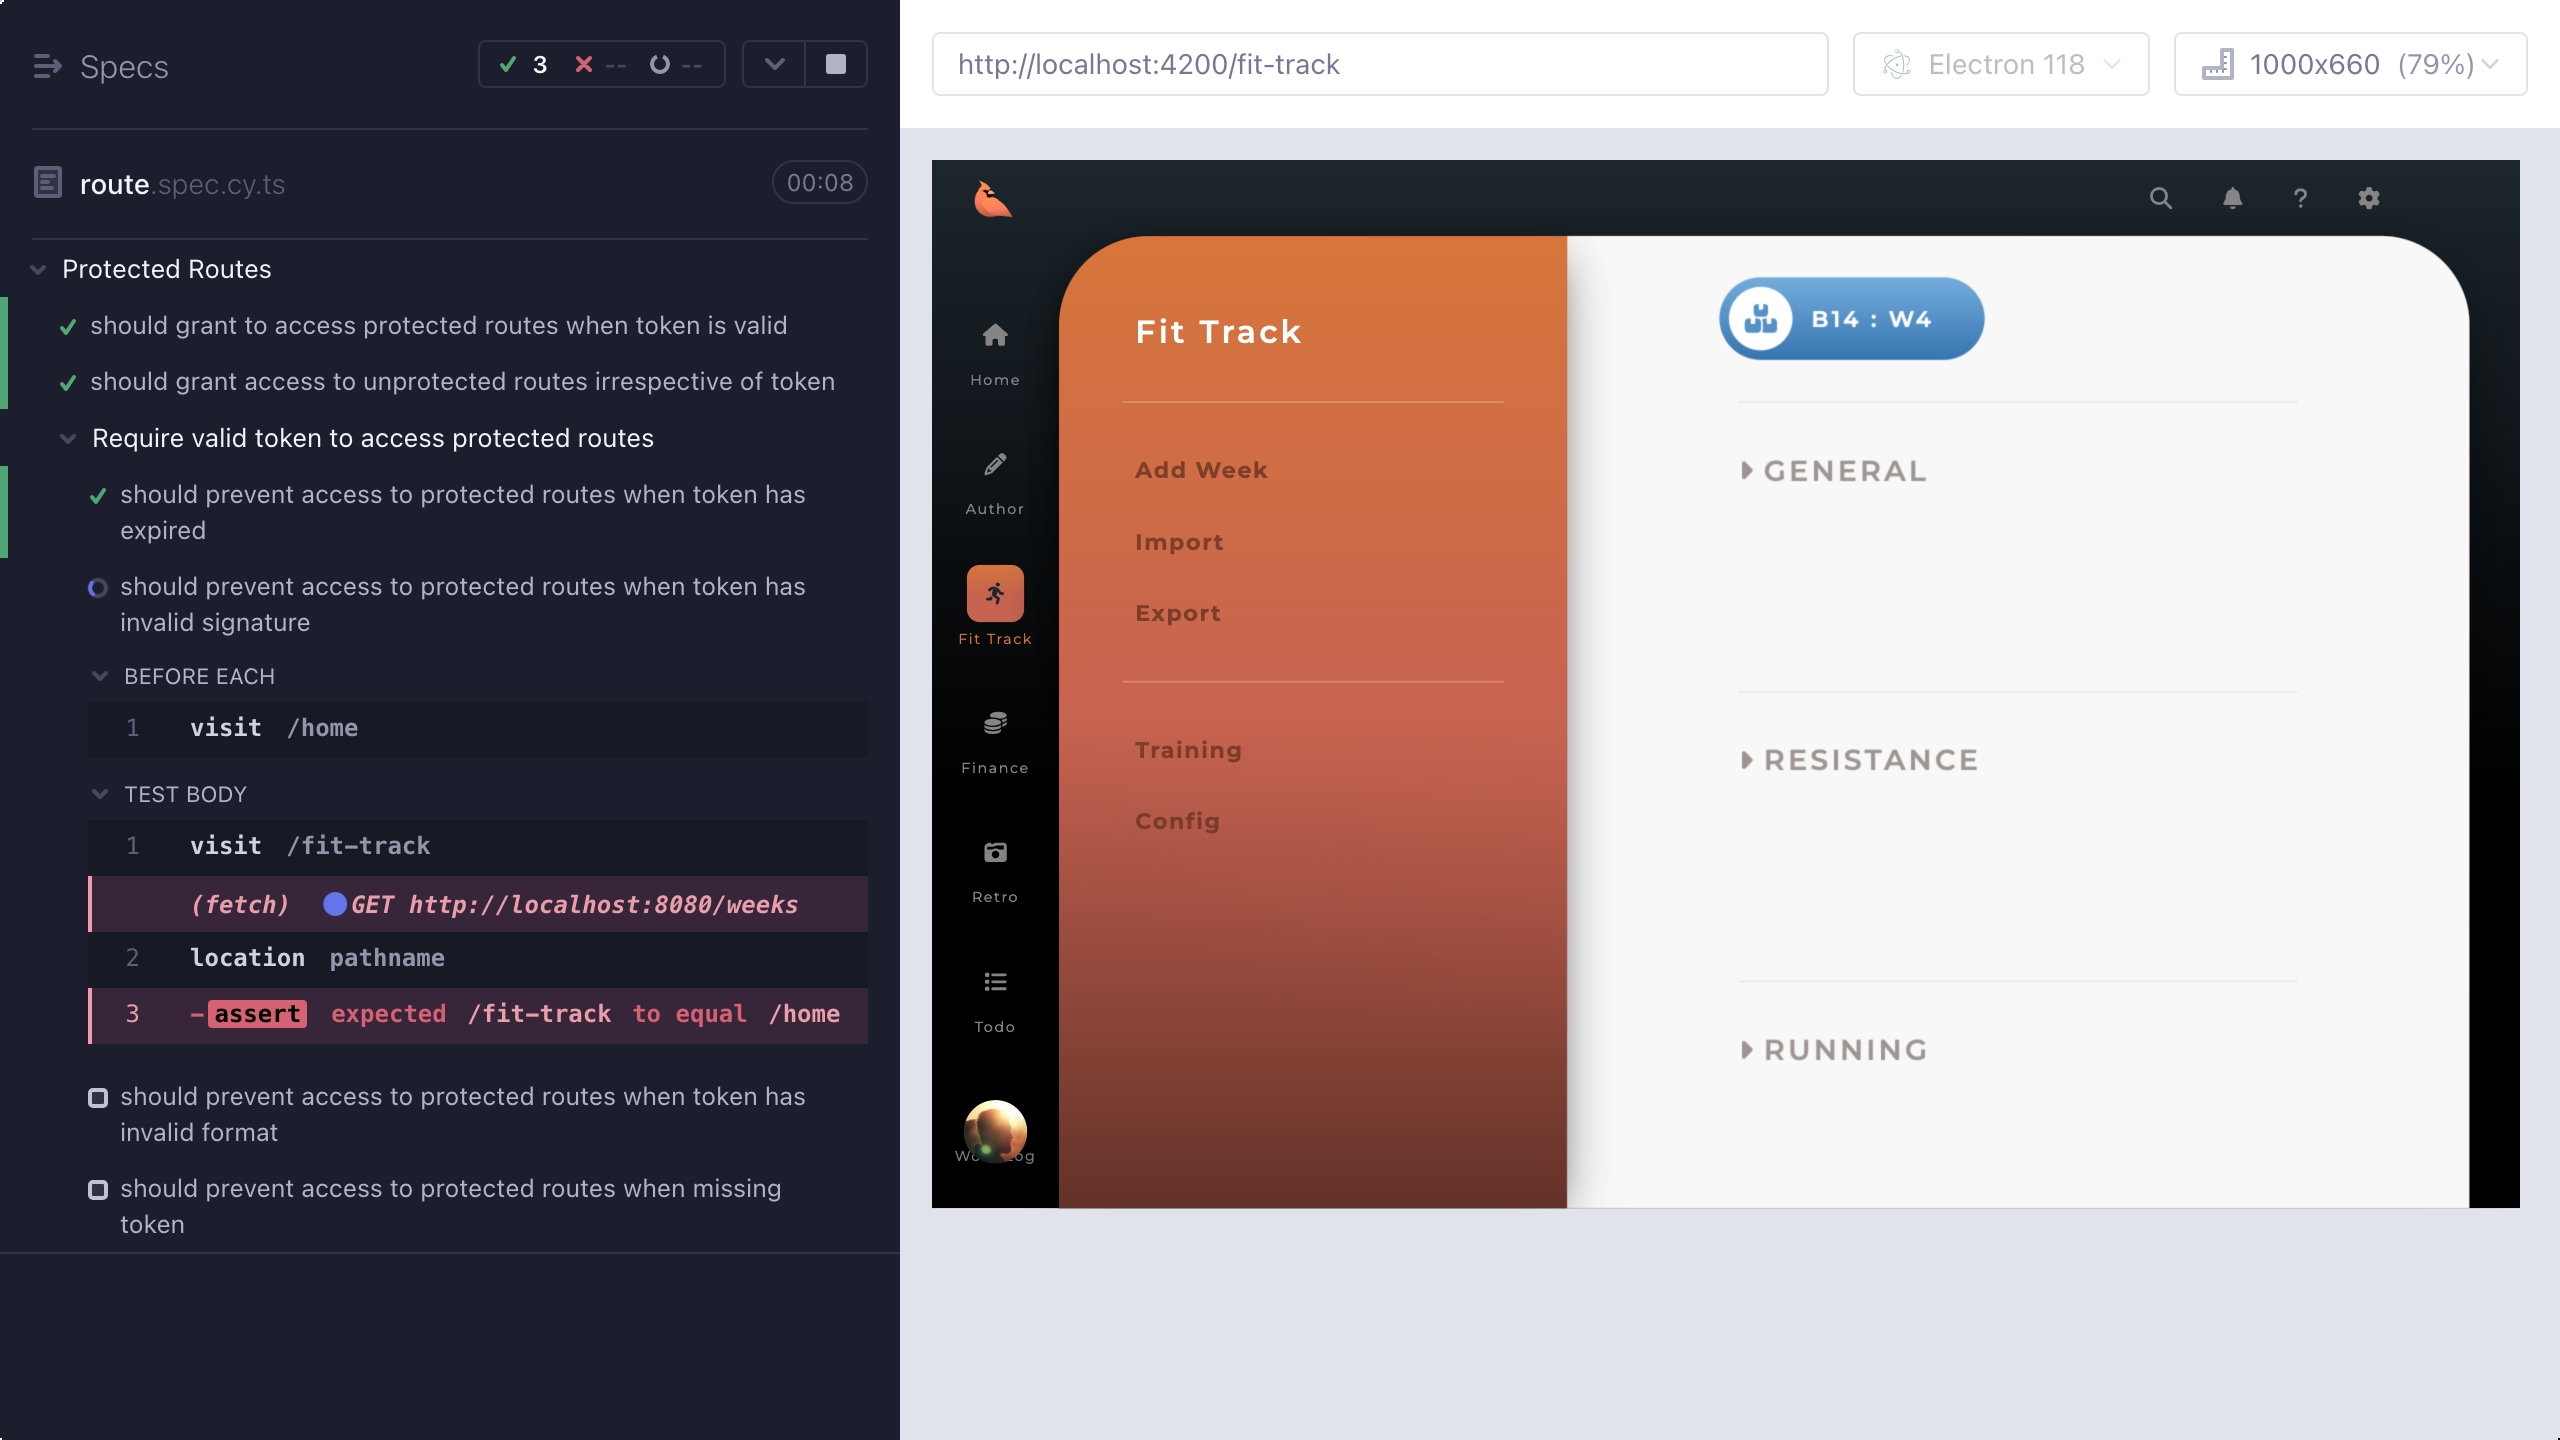 Specs
3
--
--
route.spec.cy.ts
00:08
Protected Routes
should grant to access protected routes when token is valid
should grant access to unprotected routes irrespective of token
Require valid token to access protected routes
should prevent access to protected routes when token has
expired
should prevent access to protected routes when token has
invalid signature
BEFORE EACH
1 visit /home
TEST BODY
1 visit /fit-track
(fetch) GET http://localhost:8080/weeks
2 location pathname
3 -assert expected /fit-track to equal /home
should prevent access to protected routes when token has
invalid format
should prevent access to protected routes when missing
token
http://localhost:4200/fit-track
Electron 118
1000x660 (79%)
Home
Author
Fit Track
Finance
Retro
Todo
Fit Track
Add Week
Import
Export
Training
Config
B14 : W4
GENERAL
RESISTANCE
RUNNING